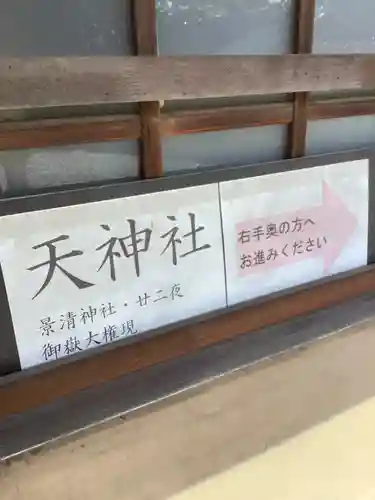 天神社
景清神社・廿二夜
御嶽大権現
右手奥の方へ
お進みください